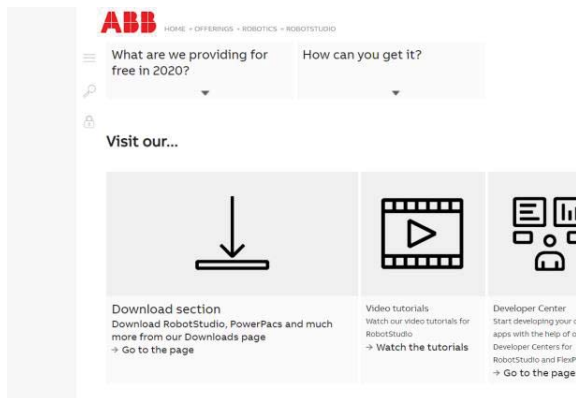 ABB HOME - OFFERINGS - ROBOTICS - ROBOTSTUDIO
What are we providing for
free in 2020?
How can you get it?
Visit our...
Download section
Download RobotStudio, PowerPacs and much
more from our Downloads page
→ Go to the page
Video tutorials
Watch our video tutorials for
RobotStudio
→ Watch the tutorials
Developer Center
Start developing your
apps with the help of
Developer Centers for
RobotStudio and
→ Go to the page